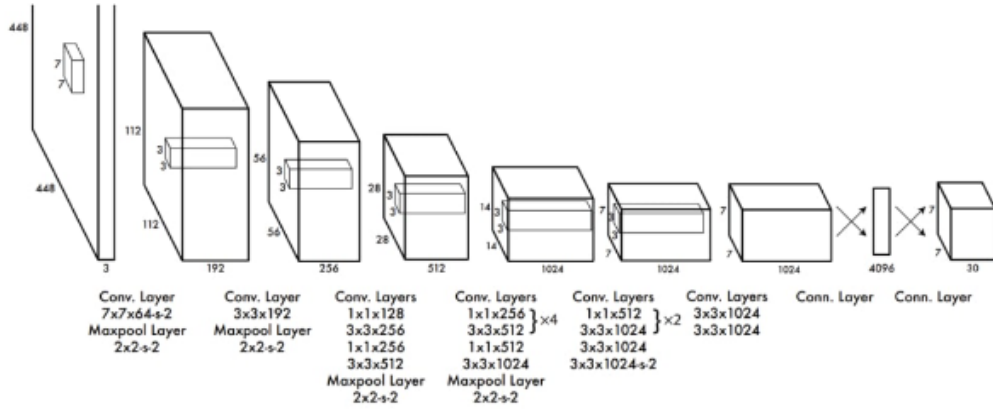 448
7
7
448
3
112
3
3
112
192
56
3
3
56
256
28
3
3
28
512
14
3
3
14
1024
7
3
3
7
1024
7
7
1024
4096
7
7
30
Conv. Layer
7x7x64-s-2
Maxpool Layer
2x2-s-2
Conv. Layer
3x3x192
Maxpool Layer
2x2-s-2
Conv. Layers
1x1x128
3x3x256
1x1x256
3x3x512
Maxpool Layer
2x2-s-2
Conv. Layers
1x1x256
3x3x512 }×4
1x1x512
3x3x1024
Maxpool Layer
2x2-s-2
Conv. Layers
1x1x512
3x3x1024 }×2
3x3x1024
3x3x1024-s-2
Conv. Layers
3x3x1024
3x3x1024
Conn. Layer
Conn. Layer